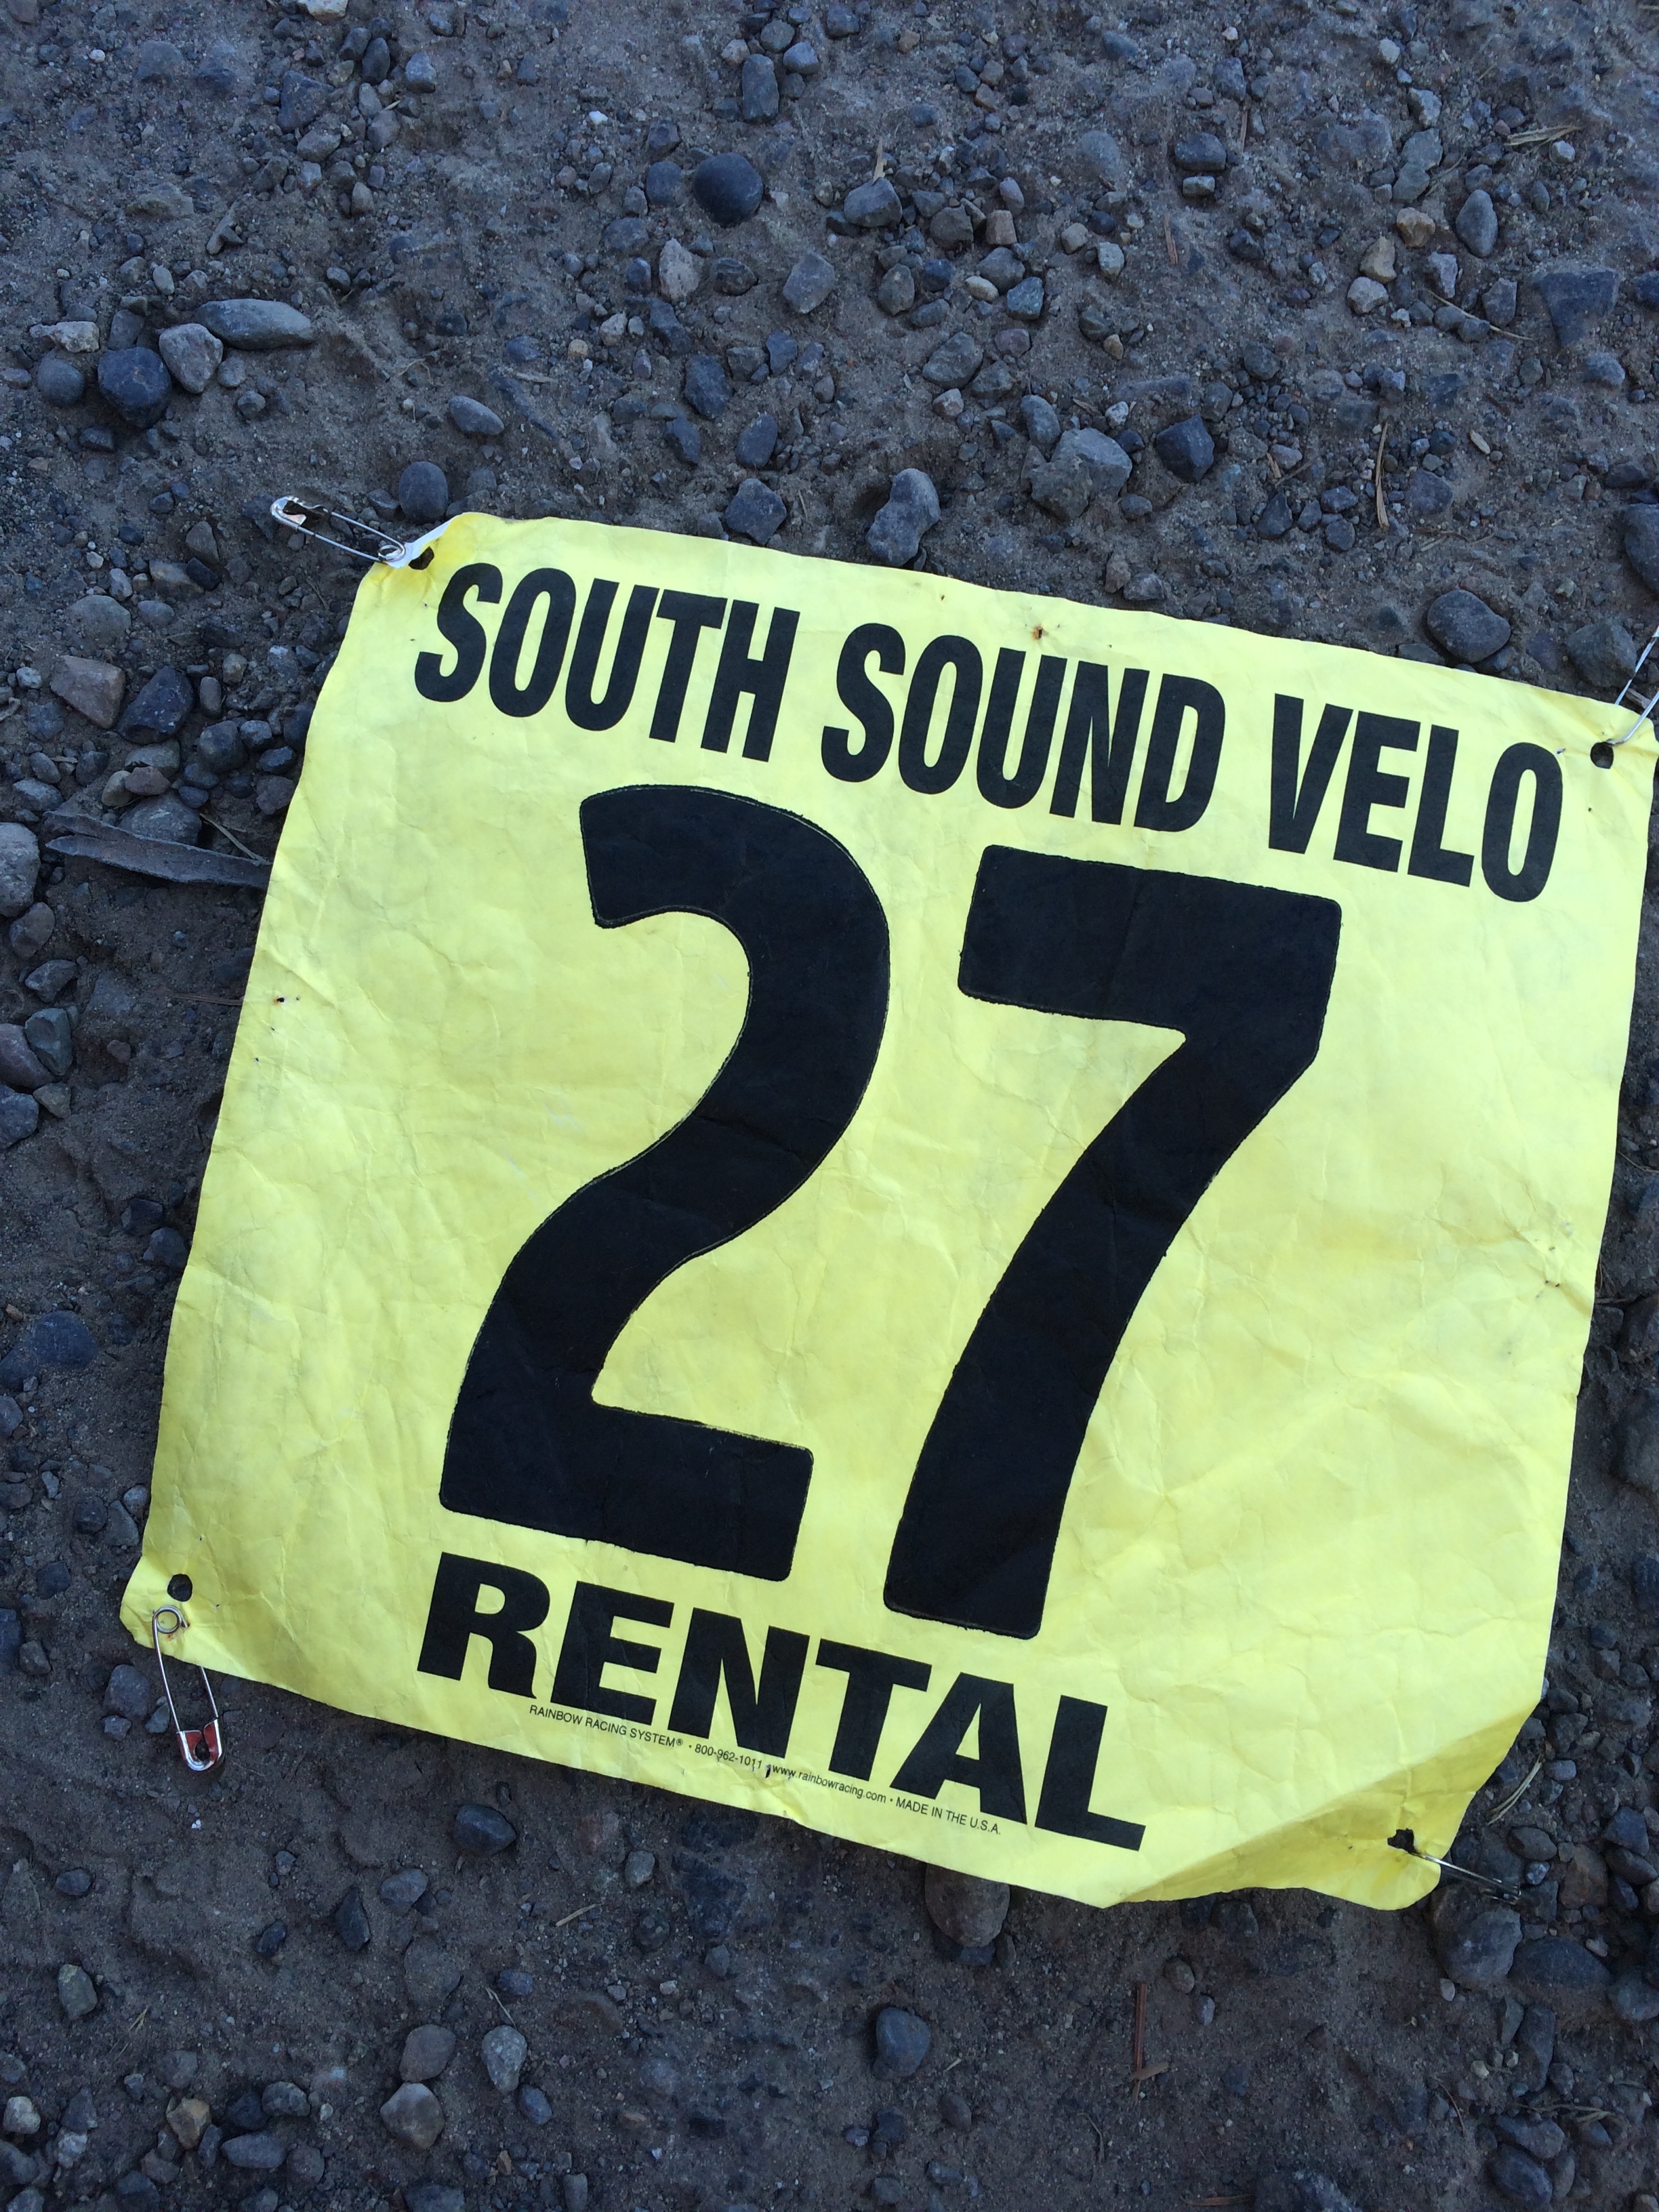 SOUTH SOUND VELO
27
RENTAL
RAINBOW RACING SYSTEM® • 800-962-1011 • www.rainbowracing.com • MADE IN THE U.S.A.